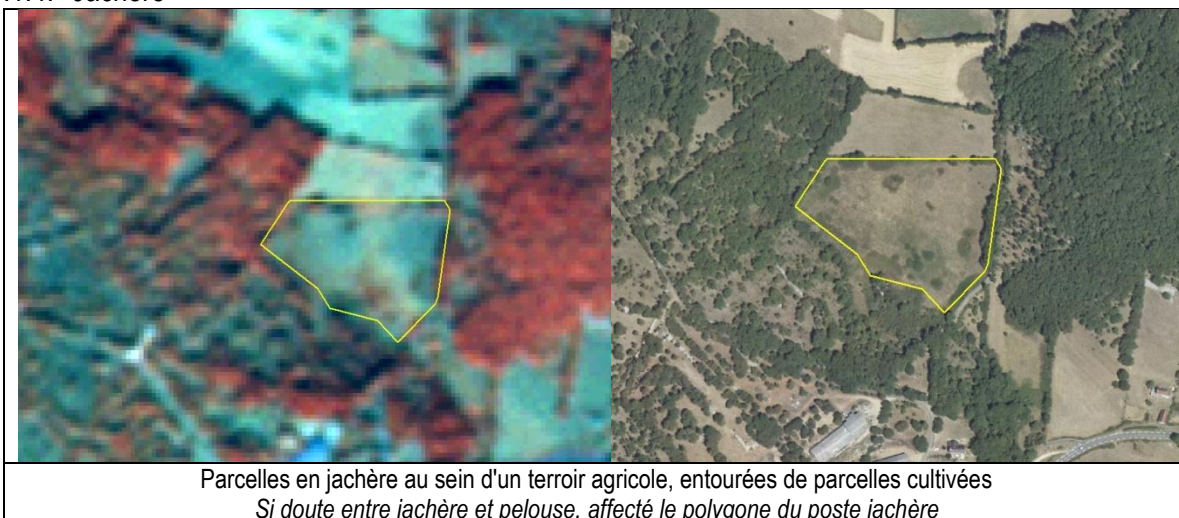 Parcelles en jachère au sein d'un terroir agricole, entourées de parcelles cultivées
Si doute entre jachère et pelouse, affecté le polygone du poste jachère